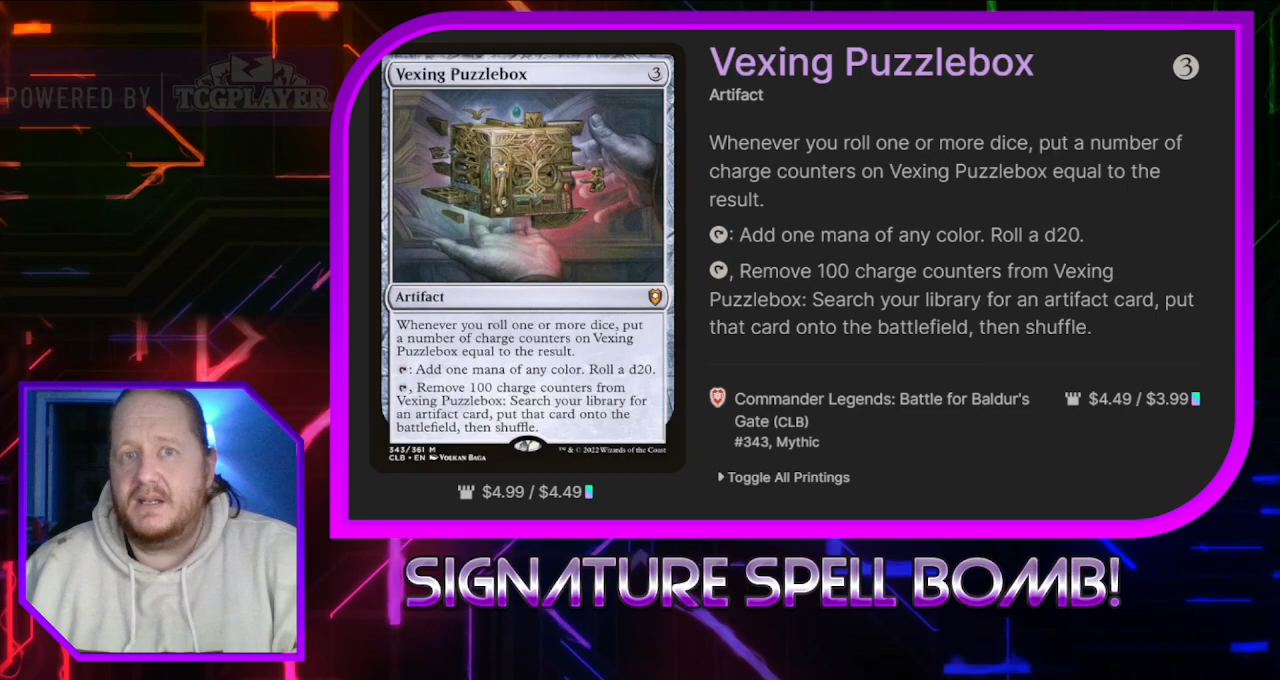 POWERED BY TCGPLAYER
Vexing Puzzlebox 3
Artifact
Whenever you roll one or more dice, put
a number of charge counters on Vexing
Puzzlebox equal to the result.
: Add one mana of any color. Roll a d20.
, Remove 100 charge counters from
Vexing Puzzlebox: Search your library for
an artifact card, put that card onto the
battlefield, then shuffle.
343/361 M
CLB • EN VOLKAN BAGA
™ & © 2022 Wizards of the Coast
$4.99 / $4.49
Vexing Puzzlebox 3
Artifact
Whenever you roll one or more dice, put a number of
charge counters on Vexing Puzzlebox equal to the
result.
: Add one mana of any color. Roll a d20.
, Remove 100 charge counters from Vexing
Puzzlebox: Search your library for an artifact card, put
that card onto the battlefield, then shuffle.
Commander Legends: Battle for Baldur's $4.49 / $3.99
Gate (CLB)
#343, Mythic
Toggle All Printings
SIGNATURE SPELL BOMB!